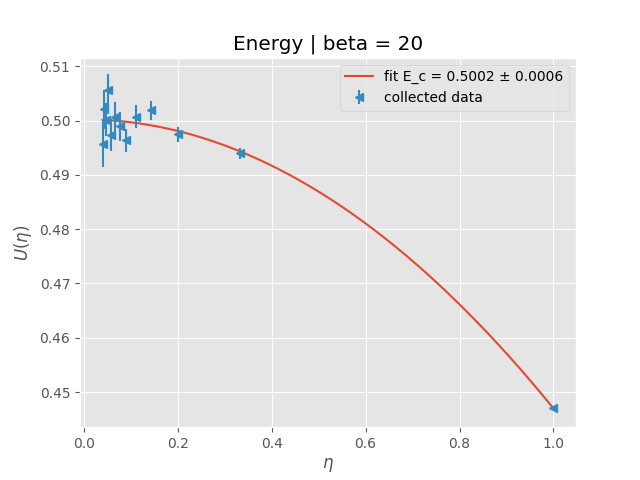 Energy | beta = 20
fit E_c = 0.5002 ± 0.0006
collected data
0.51
0.50
0.49
0.48
0.47
0.46
0.45
U(η)
0.0
0.2
0.4
0.6
0.8
1.0
η